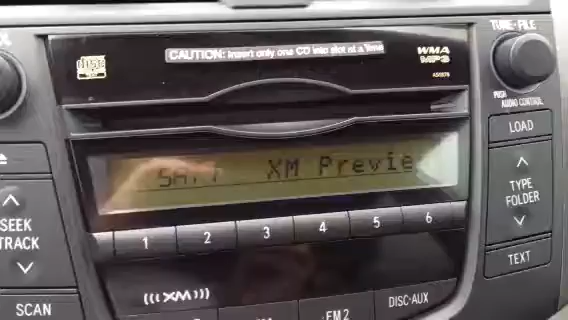 TUNE·FILE
CAUTION: Insert only one CD into slot at a time
WMA
MP3
disc
PUSH
AUDIO CONTROL
LOAD
XM Previe
TYPE
FOLDER
SEEK
TRACK
1 2 3 4 5 6
TEXT
(((XM)))
SCAN
FM2
DISC·AUX